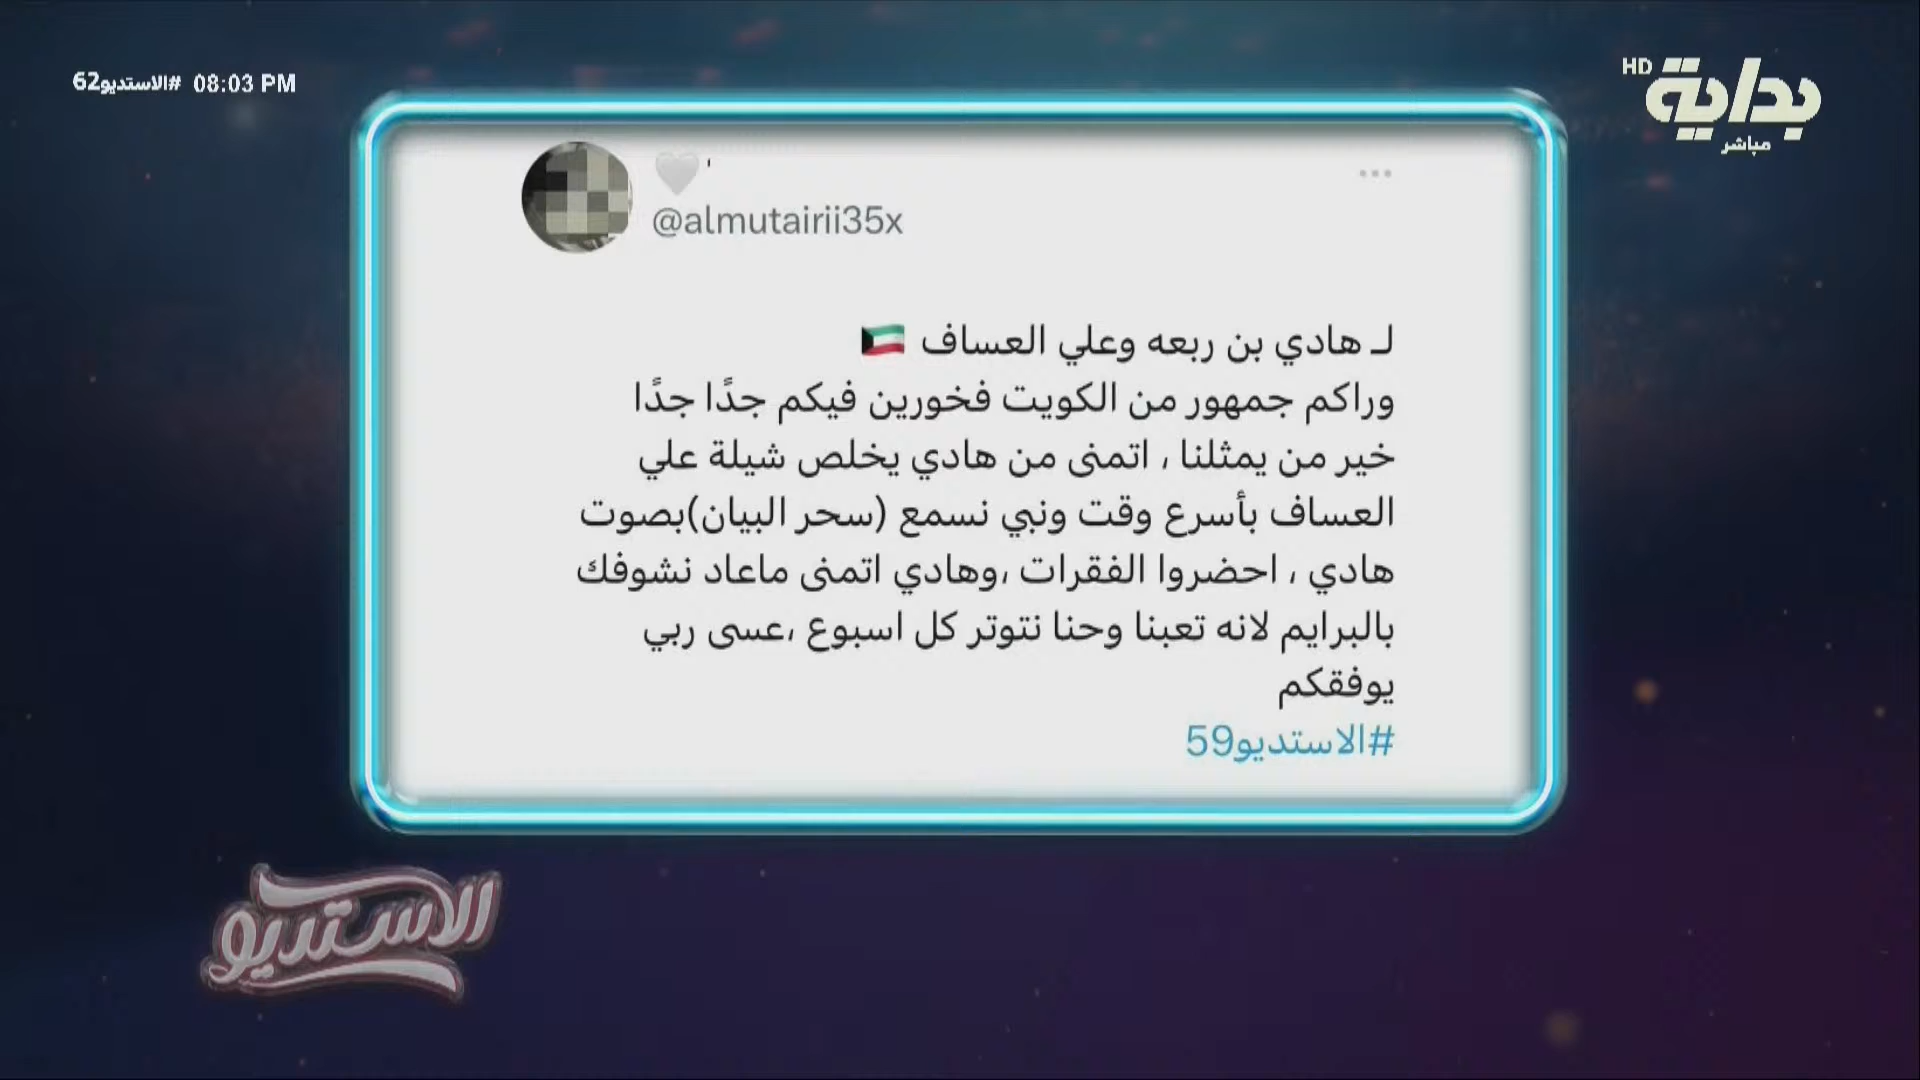 #الاستديو62 08:03 PM
HD
بداية
مباشر
🤍 '
@almutairii35x
لـ هادي بن ربعه وعلي العساف 🇰🇼
وراكم جمهور من الكويت فخورين فيكم جدًا جدًا
خير من يمثلنا ، اتمنى من هادي يخلص شيلة علي
العساف بأسرع وقت ونبي نسمع (سحر البيان)بصوت
هادي ، احضروا الفقرات ،وهادي اتمنى ماعاد نشوفك
بالبرايم لانه تعبنا وحنا نتوتر كل اسبوع ،عسى ربي
يوفقكم
#الاستديو59
الاستديو